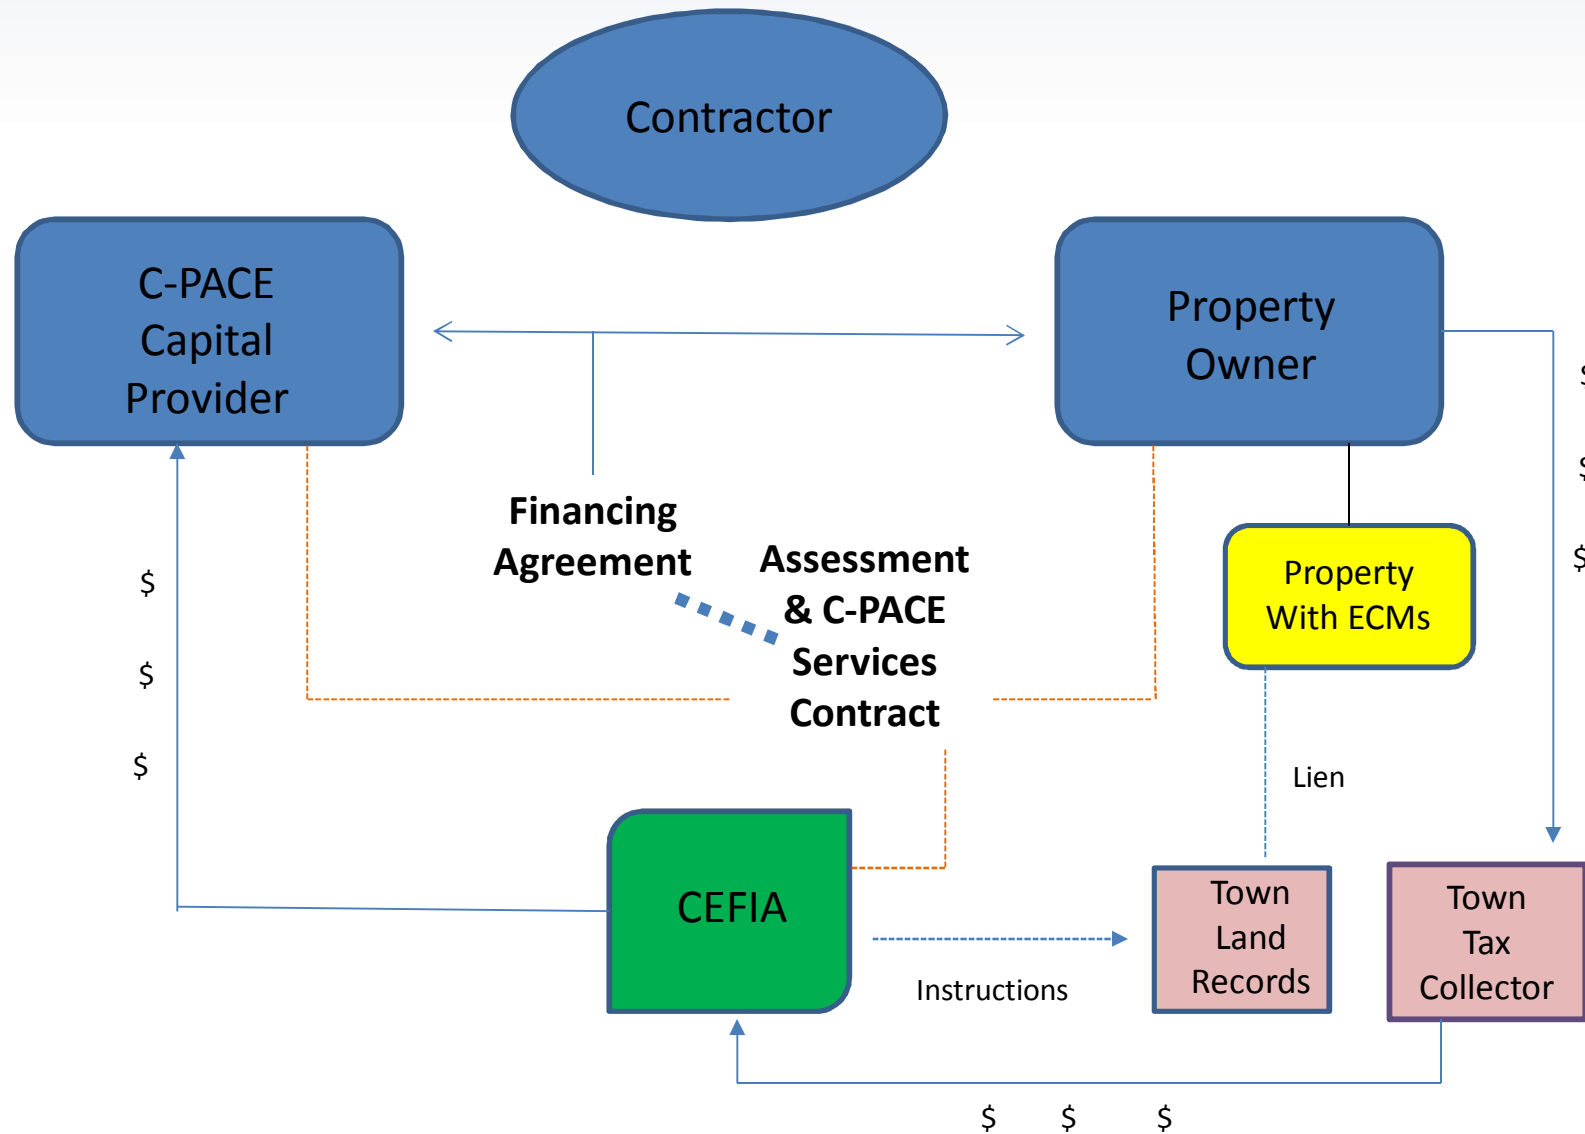 Contractor
C-PACE
Capital
Provider
Property
Owner
$
$
$
Financing
Agreement
Assessment
& C-PACE
Services
Contract
Property
With ECMs
$
$
$
Lien
CEFIA
Instructions
Town
Land
Records
Town
Tax
Collector
$ $ $